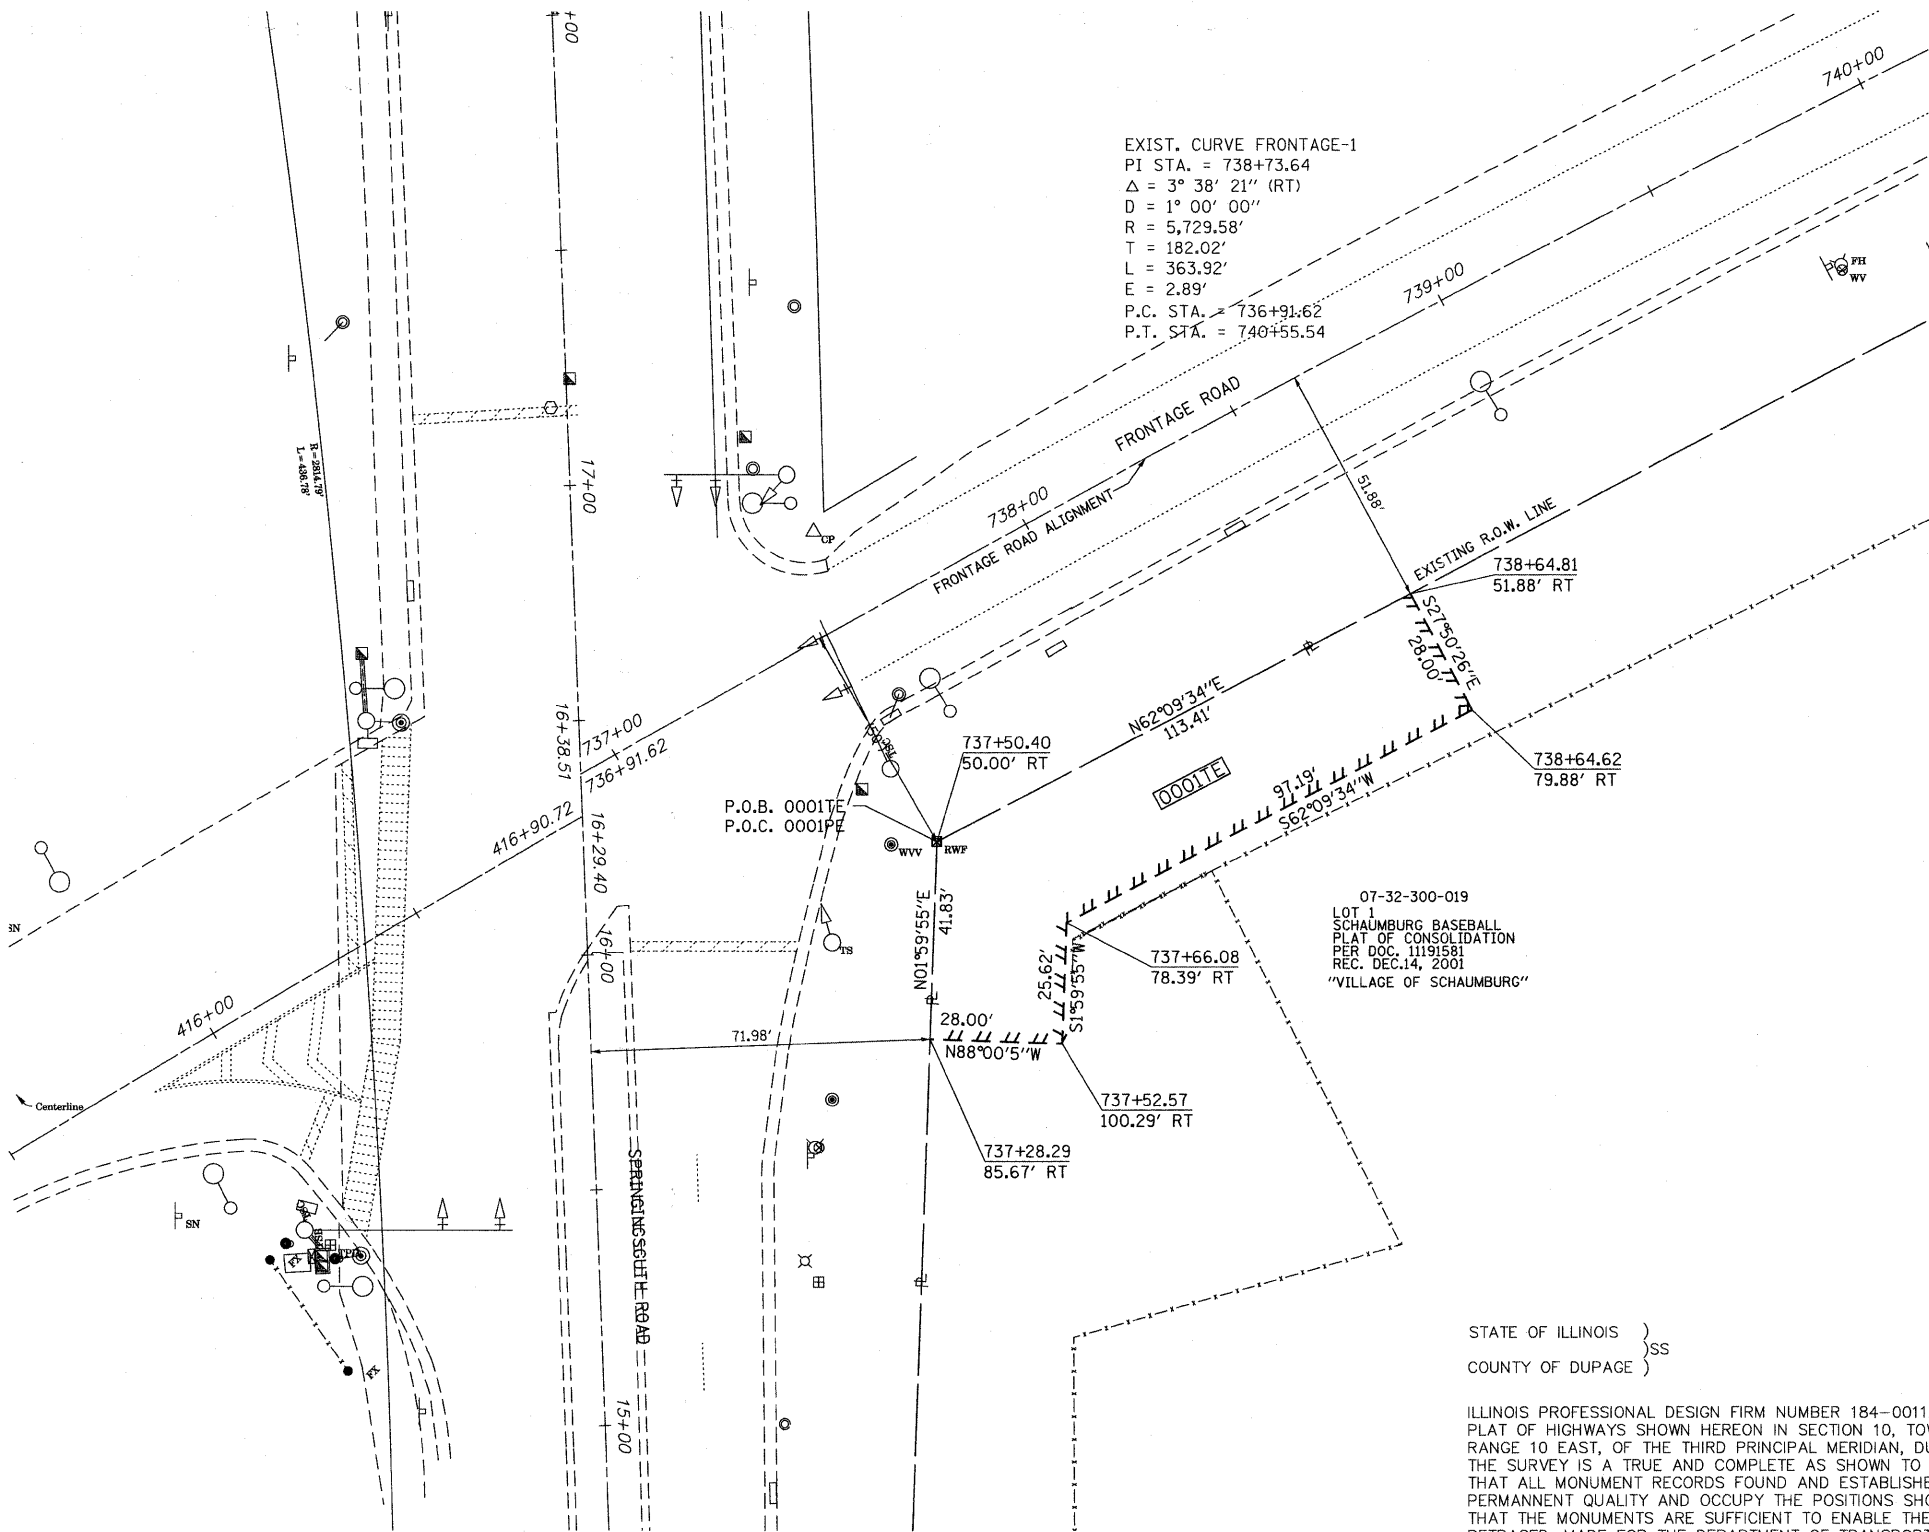 +00
740+00
EXIST. CURVE FRONTAGE-1
PI STA. = 738+73.64
Δ = 3° 38' 21" (RT)
D = 1° 00' 00"
R = 5,729.58'
T = 182.02'
L = 363.92'
E = 2.89'
P.C. STA. = 736+91.62
P.T. STA. = 740+55.54
739+00
FH
WV
FRONTAGE ROAD
R=2814.79'
L=436.78'
17+00
51.88'
738+00
FRONTAGE ROAD ALIGNMENT
CP
EXISTING R.O.W. LINE
738+64.81
51.88' RT
S27°50'26"E
28.00'
N62°09'34"E
113.41'
16+38.51
737+00
736+91.62
737+50.40
50.00' RT
738+64.62
79.88' RT
0001TE
97.19'
S62°09'34"W
P.O.B. 0001TE
P.O.C. 0001PE
416+90.72
16+29.40
WVV
RWF
07-32-300-019
LOT 1
SCHAUMBURG BASEBALL
PLAT OF CONSOLIDATION
PER DOC. 11191581
REC. DEC.14, 2001
"VILLAGE OF SCHAUMBURG"
SN
N01°59'55"E
41.83'
TS
16+00
25.62'
S1°59'55"W
737+66.08
78.39' RT
416+00
71.98'
28.00'
N88°00'5"W
Centerline
737+52.57
100.29' RT
737+28.29
85.67' RT
SPRINGINSGUTH ROAD
SN
15+00
STATE OF ILLINOIS )
)SS
COUNTY OF DUPAGE )
ILLINOIS PROFESSIONAL DESIGN FIRM NUMBER 184-0011
PLAT OF HIGHWAYS SHOWN HEREON IN SECTION 10, TO
RANGE 10 EAST, OF THE THIRD PRINCIPAL MERIDIAN, DU
THE SURVEY IS A TRUE AND COMPLETE AS SHOWN TO
THAT ALL MONUMENT RECORDS FOUND AND ESTABLISHE
PERMANNENT QUALITY AND OCCUPY THE POSITIONS SHO
THAT THE MONUMENTS ARE SUFFICIENT TO ENABLE THE